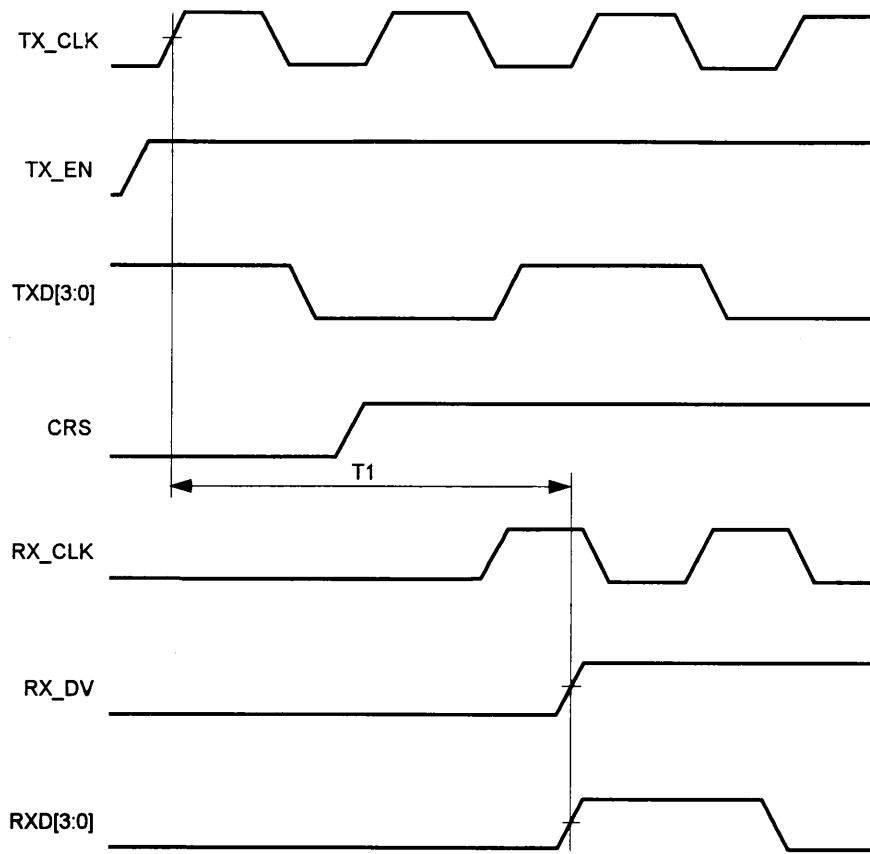 TX_CLK
TX_EN
TXD[3:0]
CRS
T1
RX_CLK
RX_DV
RXD[3:0]